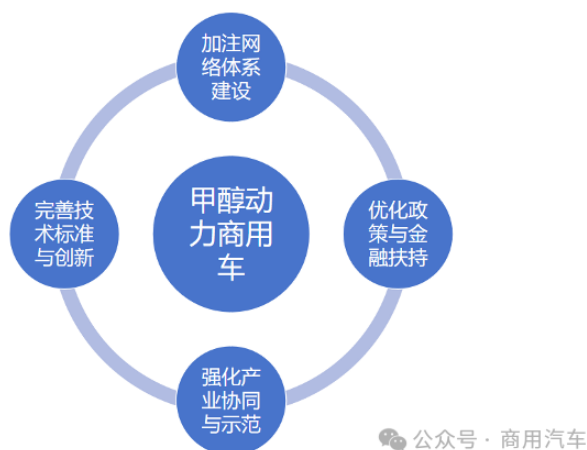 加注网
络体系
建设
完善技
术标准
与创新
甲醇动
力商用
车
优化政
策与金
融扶持
强化产
业协同
与示范
公众号 · 商用汽车